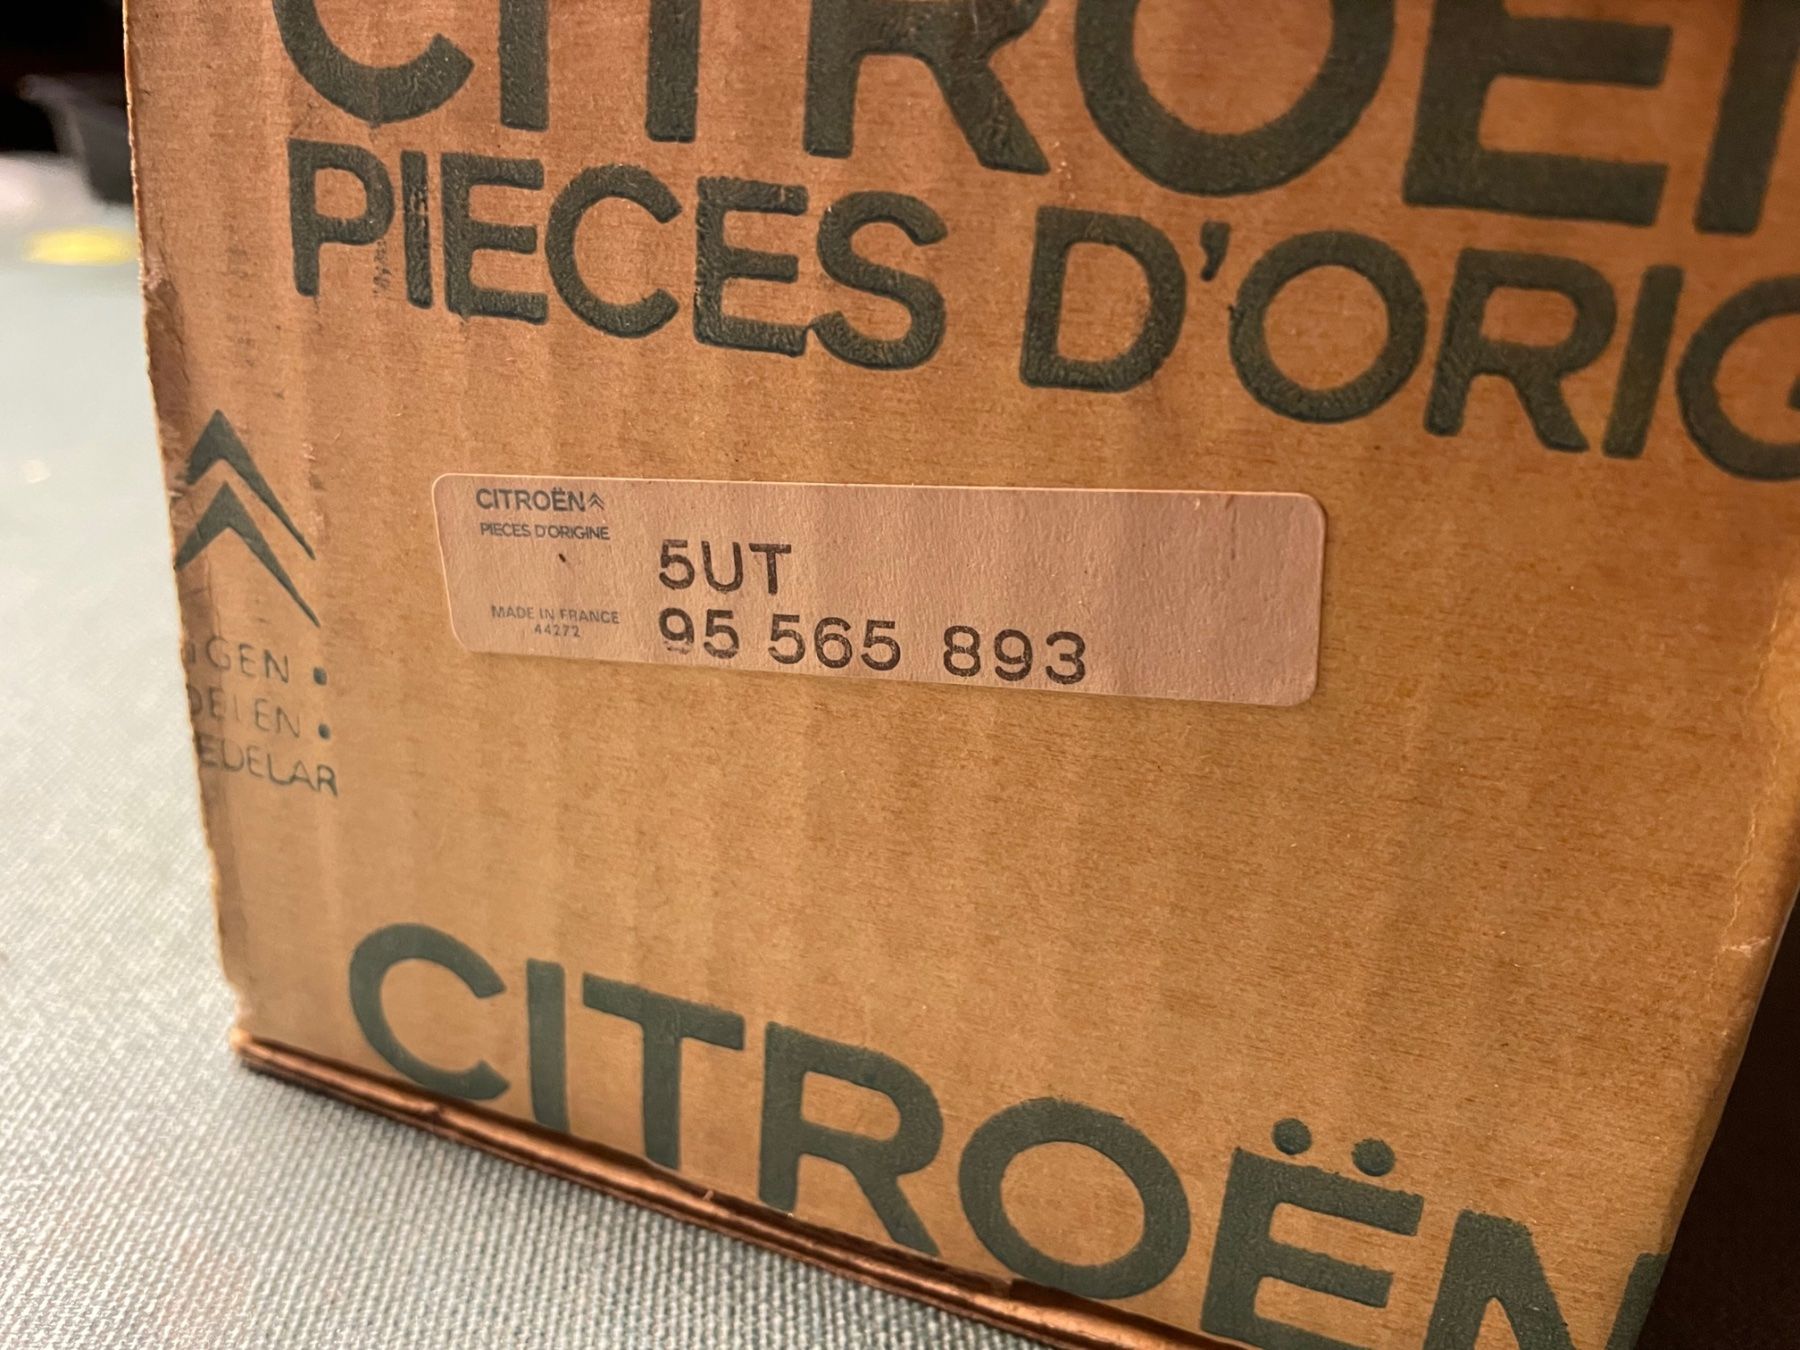 CITROËN
PIECES D'ORIG
CITROËN
PIECES D'ORIGINE
5UT
MADE IN FRANCE
44272
95 565 893
GEN •
DELEN •
EDELAR
CITROËN